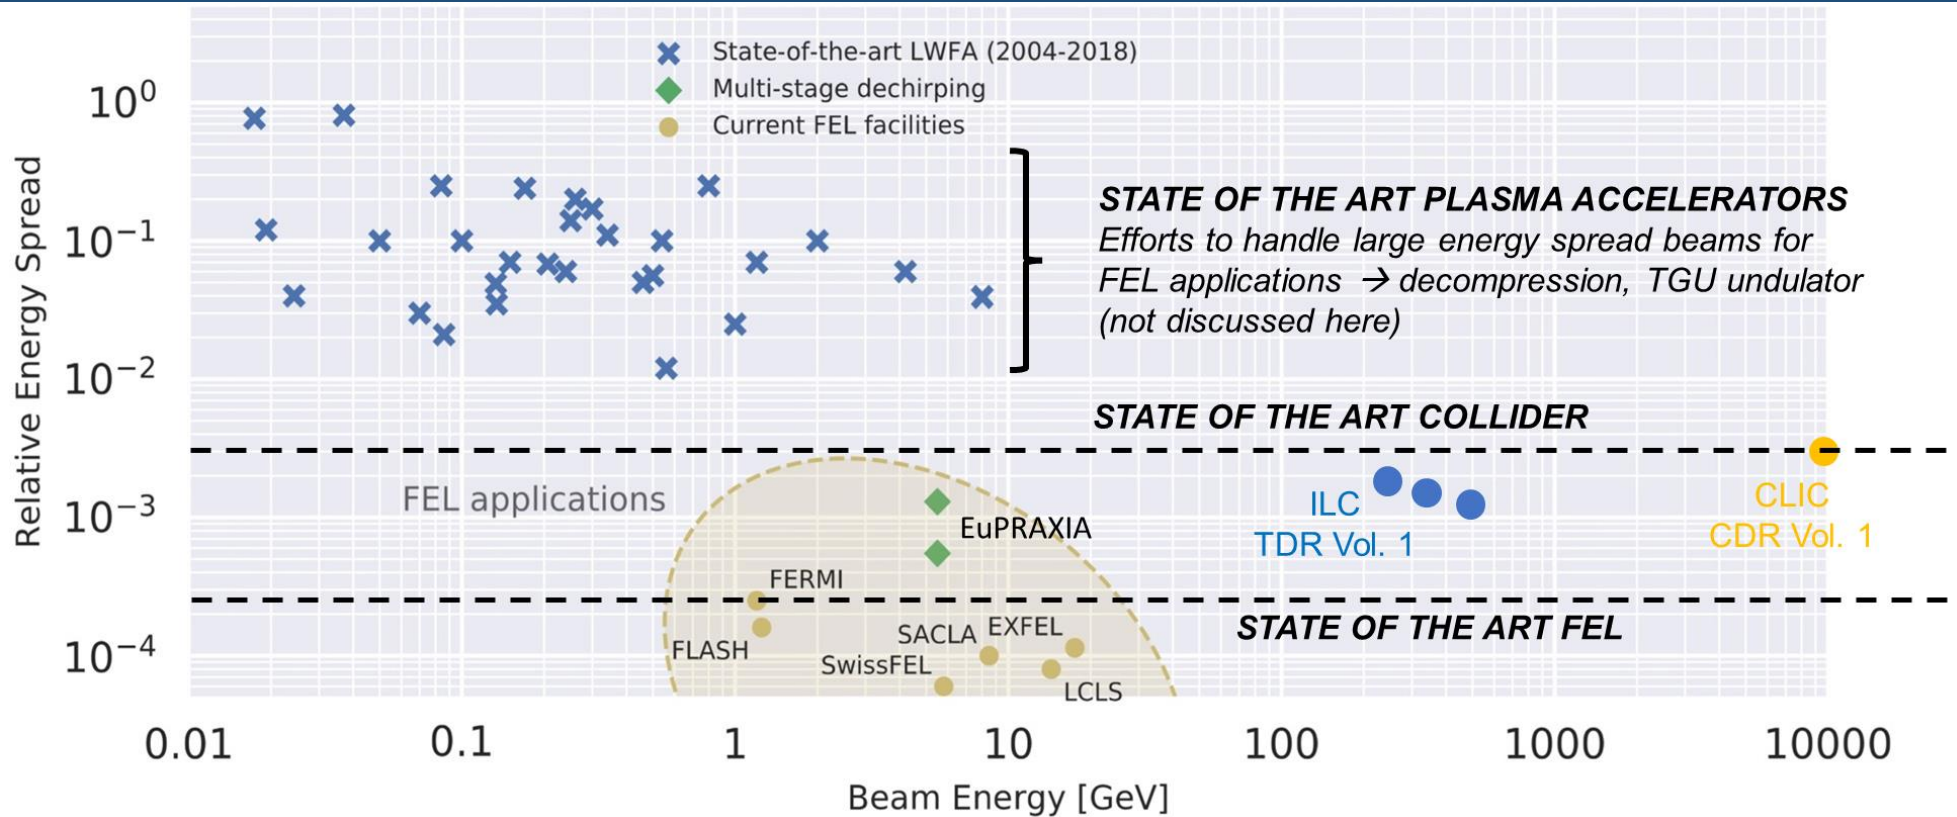 State-of-the-art LWFA (2004-2018)
Multi-stage dechirping
Current FEL facilities
10⁰
10⁻¹
10⁻²
10⁻³
10⁻⁴
Relative Energy Spread
STATE OF THE ART PLASMA ACCELERATORS
Efforts to handle large energy spread beams for
FEL applications → decompression, TGU undulator
(not discussed here)
STATE OF THE ART COLLIDER
FEL applications
EuPRAXIA
ILC
TDR Vol. 1
CLIC
CDR Vol. 1
FERMI
STATE OF THE ART FEL
FLASH
SACLA
EXFEL
SwissFEL
LCLS
0.01
0.1
1
10
100
1000
10000
Beam Energy [GeV]